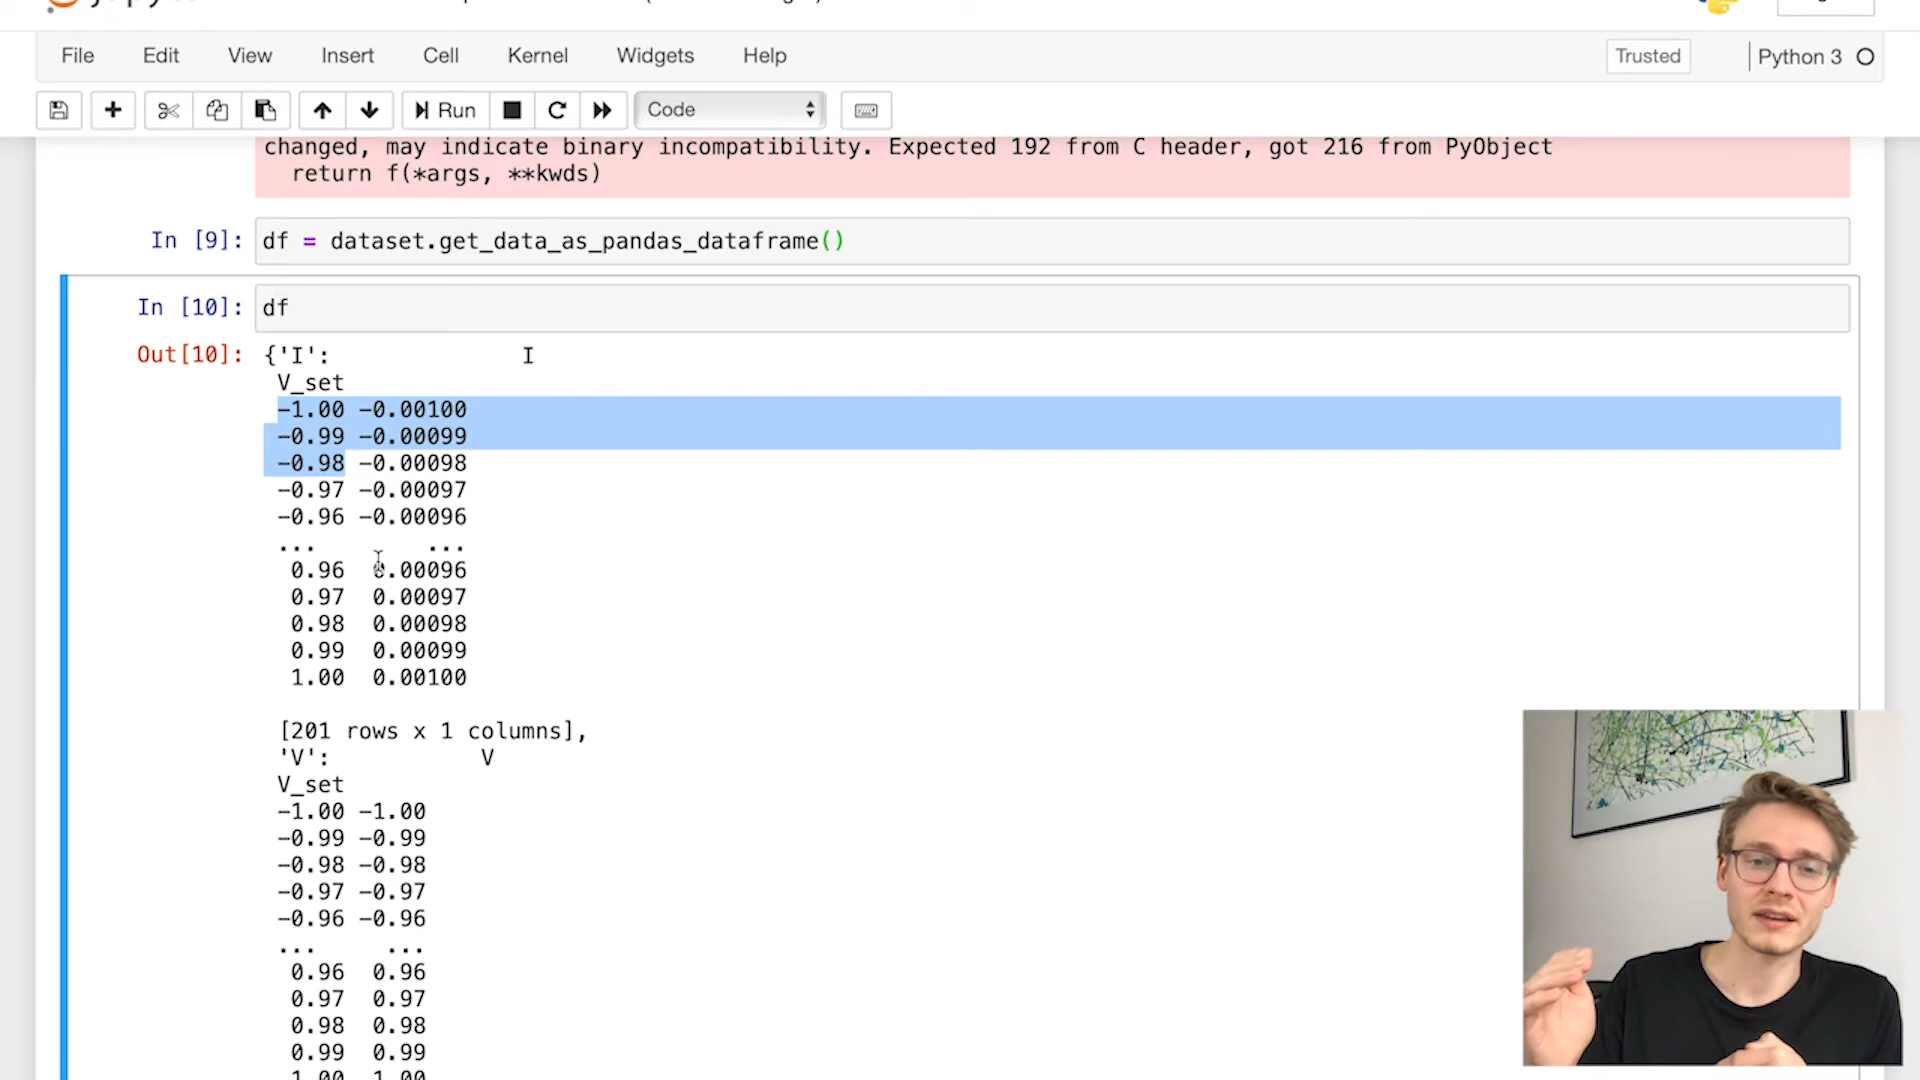 File Edit View Insert Cell Kernel Widgets Help Trusted Python 3
Run Code
changed, may indicate binary incompatibility. Expected 192 from C header, got 216 from PyObject
return f(*args, **kwds)
In [9]: df = dataset.get_data_as_pandas_dataframe()
In [10]: df
Out[10]: {'I': I
V_set
-1.00 -0.00100
-0.99 -0.00099
-0.98 -0.00098
-0.97 -0.00097
-0.96 -0.00096
... ...
0.96 0.00096
0.97 0.00097
0.98 0.00098
0.99 0.00099
1.00 0.00100
[201 rows x 1 columns],
'V': V
V_set
-1.00 -1.00
-0.99 -0.99
-0.98 -0.98
-0.97 -0.97
-0.96 -0.96
... ...
0.96 0.96
0.97 0.97
0.98 0.98
0.99 0.99
1.00 1.00